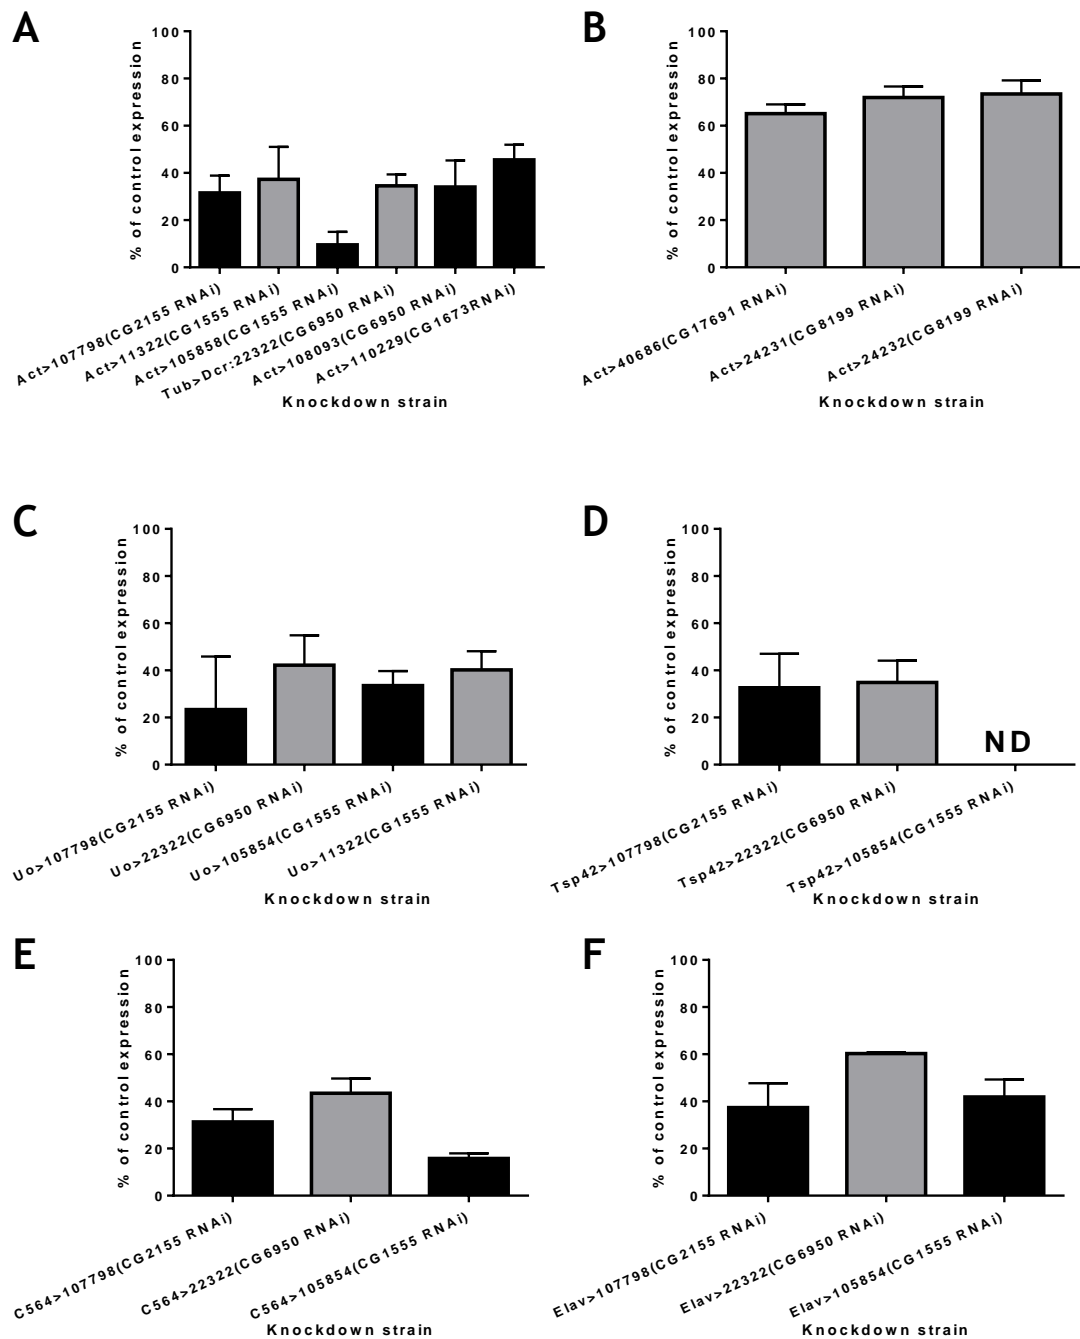 A
% of control expression
100
80
60
40
20
0
Act>107798(CG2155 RNAi)
Act>11322(CG1555 RNAi)
Act>105858(CG1555 RNAi)
Tub>Dcr:22322(CG6950 RNAi)
Act>108093(CG6950 RNAi)
Act>110229(CG1673RNAi)
Knockdown strain
B
% of control expression
100
80
60
40
20
0
Act>40686(CG17691 RNAi)
Act>24231(CG8199 RNAi)
Act>24232(CG8199 RNAi)
Knockdown strain
C
% of control expression
100
80
60
40
20
0
Uo>107798(CG2155 RNAi)
Uo>22322(CG6950 RNAi)
Uo>105854(CG1555 RNAi)
Uo>11322(CG1555 RNAi)
Knockdown strain
D
% of control expression
100
80
60
40
20
0
ND
Tsp42>107798(CG2155 RNAi)
Tsp42>22322(CG6950 RNAi)
Tsp42>105854(CG1555 RNAi)
Knockdown strain
E
% of control expression
100
80
60
40
20
0
C564>107798(CG2155 RNAi)
C564>22322(CG6950 RNAi)
C564>105854(CG1555 RNAi)
Knockdown strain
F
% of control expression
100
80
60
40
20
0
Elav>107798(CG2155 RNAi)
Elav>22322(CG6950 RNAi)
Elav>105854(CG1555 RNAi)
Knockdown strain